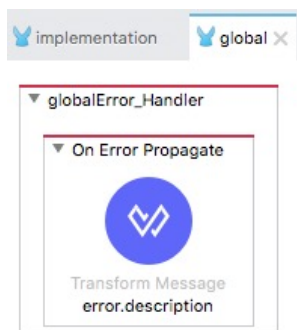 implementation global
globalError_Handler
On Error Propagate
Transform Message
error.description